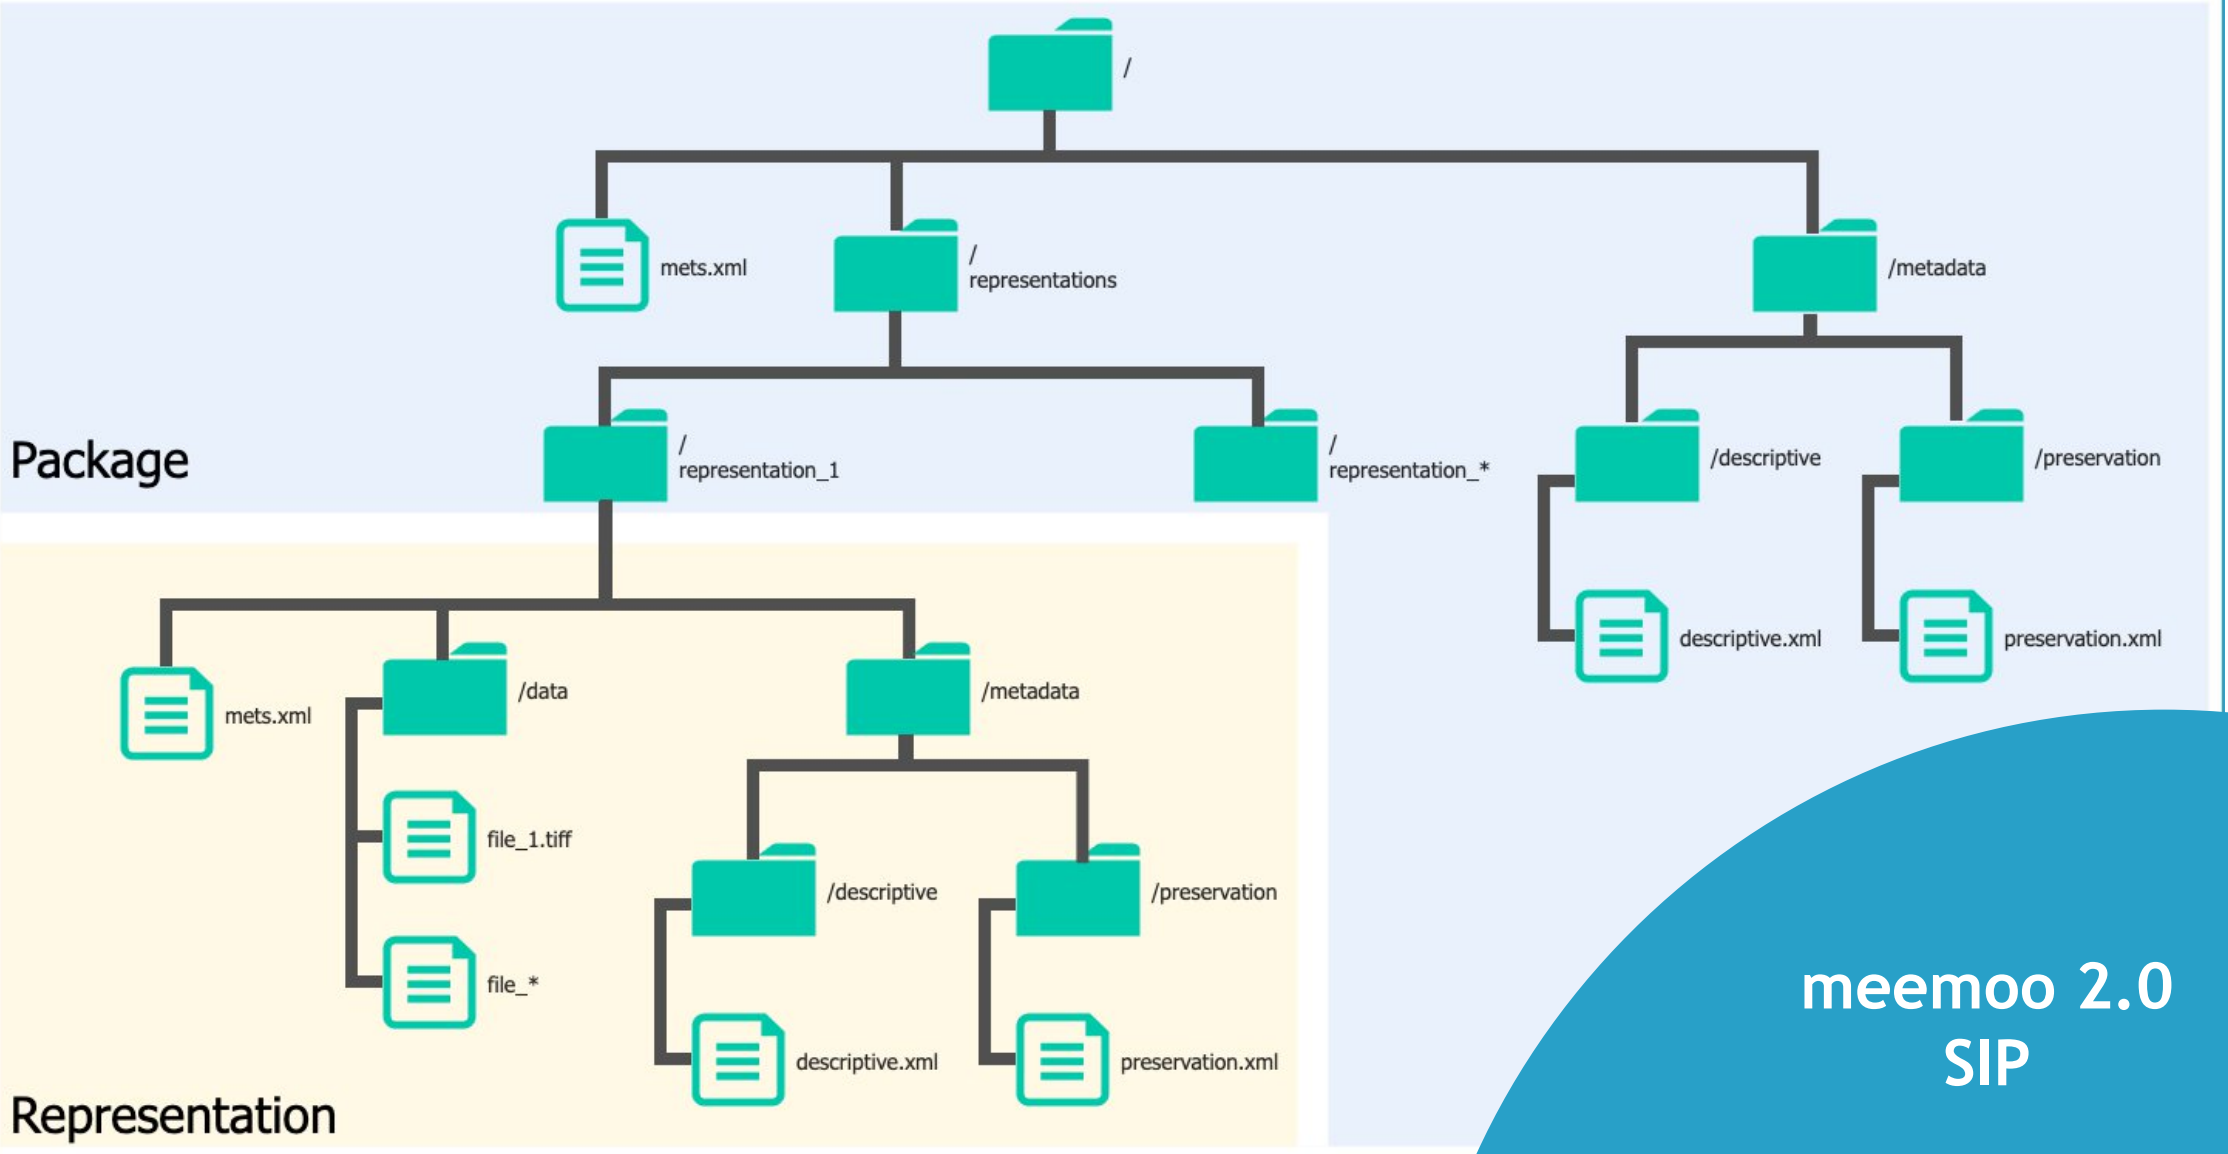 /
mets.xml
/
representations
/metadata
Package
/
representation_1
/
representation_*
/descriptive
/preservation
descriptive.xml
preservation.xml
mets.xml
/data
/metadata
file_1.tiff
/descriptive
/preservation
file_*
descriptive.xml
preservation.xml
Representation
meemoo 2.0
SIP